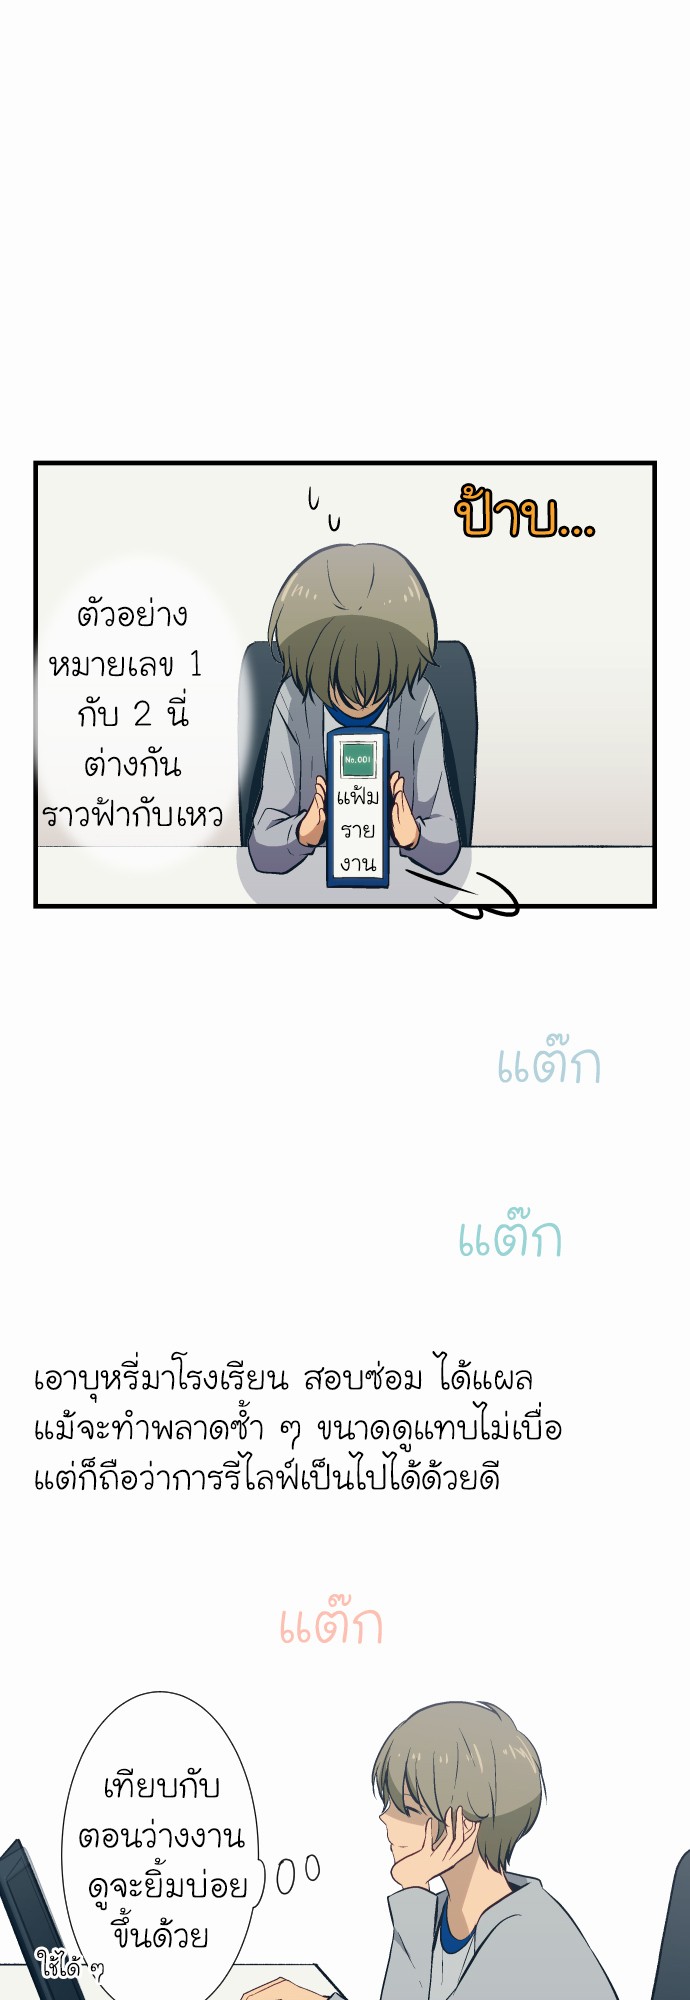 ป้าบ...
ตัวอย่าง
หมายเลข 1
กับ 2 นี่
ต่างกัน
ราวฟ้ากับเหว
No.001
แฟ้ม
ราย
งาน
แต๊ก
แต๊ก
เอาบุหรี่มาโรงเรียน สอบซ่อม ได้แผล
แม้จะทำพลาดซ้ำ ๆ ขนาดดูแทบไม่เบื่อ
แต่ก็ถือว่าการรีไลฟ์เป็นไปได้ด้วยดี
แต๊ก
เทียบกับ
ตอนว่างงาน
ดูจะยิ้มบ่อย
ขึ้นด้วย
ใช้ได้ ๆ